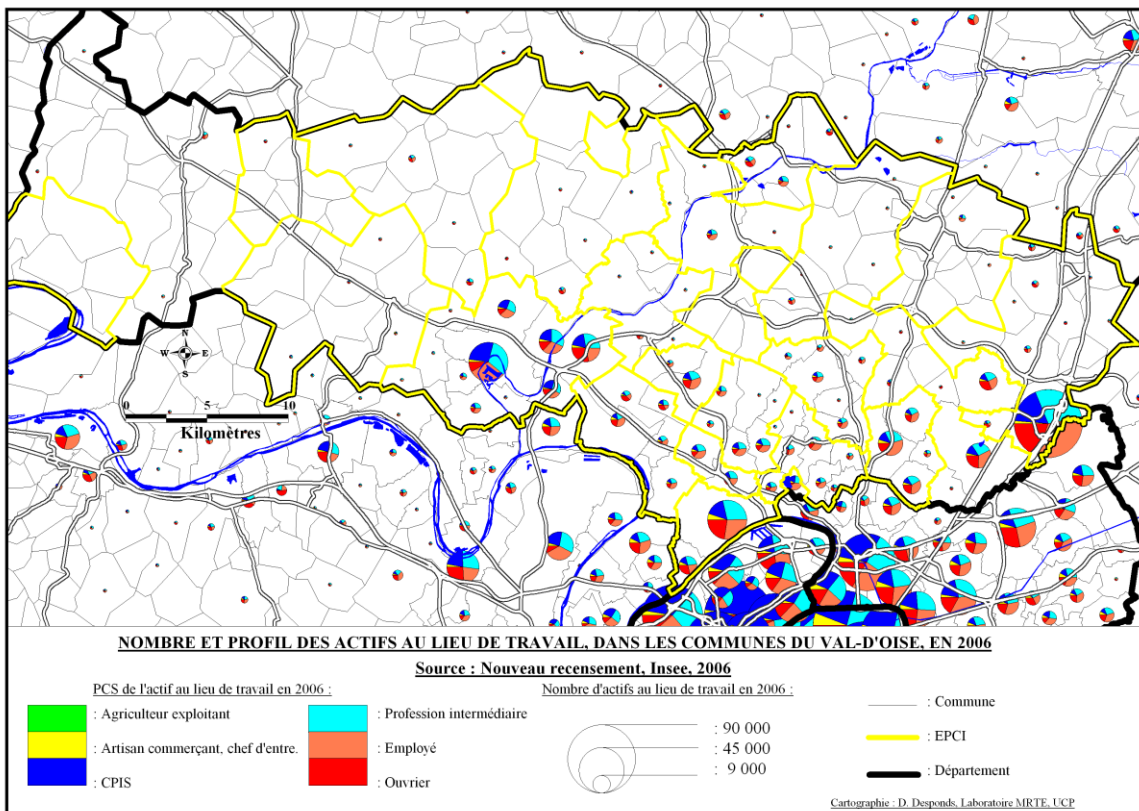 N
W E
S
0 5 10
Kilomètres
NOMBRE ET PROFIL DES ACTIFS AU LIEU DE TRAVAIL, DANS LES COMMUNES DU VAL-D'OISE, EN 2006
Source : Nouveau recensement, Insee, 2006
PCS de l'actif au lieu de travail en 2006 :
: Agriculteur exploitant
: Artisan commerçant, chef d'entre.
: CPIS
: Profession intermédiaire
: Employé
: Ouvrier
Nombre d'actifs au lieu de travail en 2006 :
: 90 000
: 45 000
: 9 000
: Commune
: EPCI
: Département
Cartographie : D. Desponds, Laboratoire MRTE, UCP